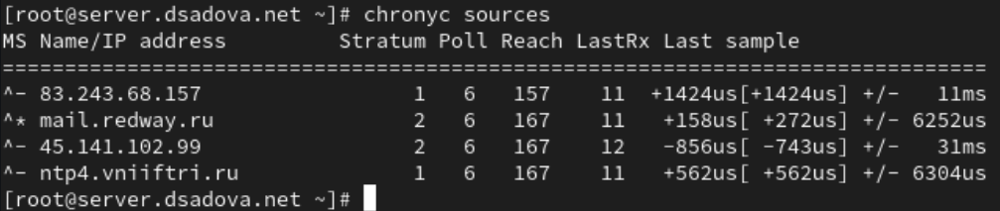 [root@server.dsadova.net ~]# chronyc sources
MS Name/IP address         Stratum Poll Reach LastRx Last sample
===============================================================================
^- 83.243.68.157                 1   6   157    11  +1424us[+1424us] +/-   11ms
^* mail.redway.ru                2   6   167    11   +158us[ +272us] +/- 6252us
^- 45.141.102.99                 2   6   167    12   -856us[ -743us] +/-   31ms
^- ntp4.vniiftri.ru              1   6   167    11   +562us[ +562us] +/- 6304us
[root@server.dsadova.net ~]#